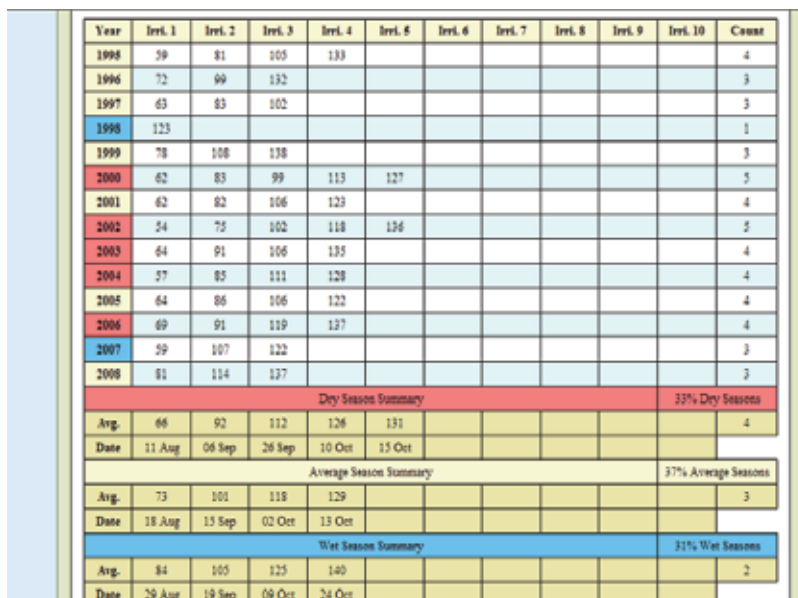 Year Irri. 1 Irri. 2 Irri. 3 Irri. 4 Irri. 5 Irri. 6 Irri. 7 Irri. 8 Irri. 9 Irri. 10 Count
1995 59 81 105 133 4
1996 72 99 132 3
1997 63 83 102 3
1998 123 1
1999 78 108 138 3
2000 62 83 99 113 127 5
2001 62 82 106 123 4
2002 54 75 102 118 136 5
2003 64 91 106 135 4
2004 57 85 111 128 4
2005 64 86 106 122 4
2006 69 91 119 137 4
2007 59 107 122 3
2008 81 114 137 3
Dry Season Summary 33% Dry Seasons
Avg. 66 92 112 126 131 4
Date 11 Aug 06 Sep 26 Sep 10 Oct 15 Oct
Average Season Summary 37% Average Seasons
Avg. 73 101 118 129 3
Date 18 Aug 15 Sep 02 Oct 13 Oct
Wet Season Summary 31% Wet Seasons
Avg. 84 105 125 140 2
Date 29 Aug 19 Sep 09 Oct 24 Oct